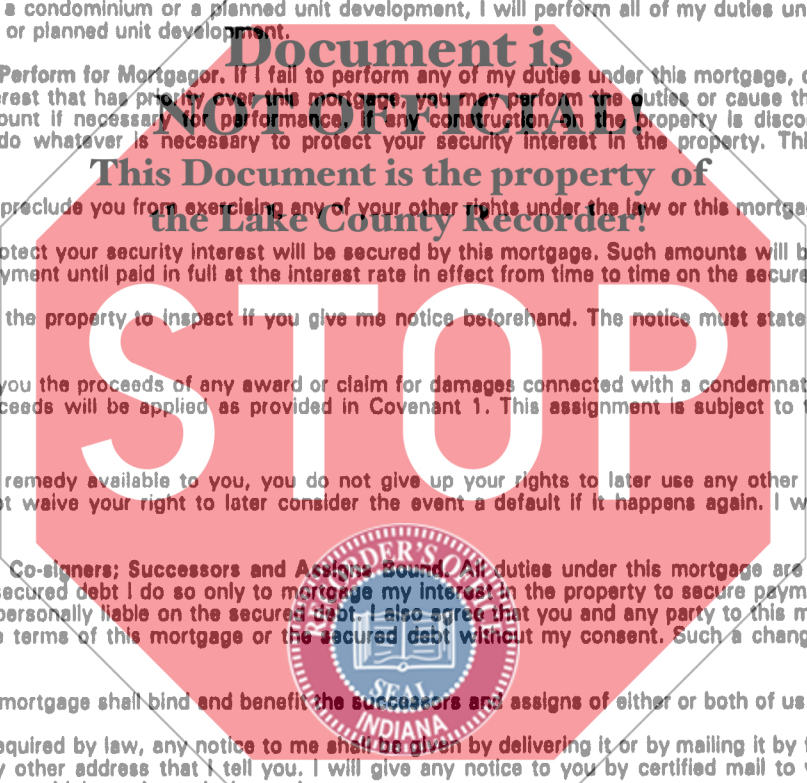 a condominium or a planned unit development, I will perform all of my duties un
or planned unit development.
Document is
Perform for Mortgagor. If I fail to perform any of my duties under this mortgage, o
erest that has priority over this mortgage, you may perform the duties or cause th
NOT OFFICIAL!
ount if necessary for performance. If any construction on the property is disco
do whatever is necessary to protect your security interest in the property. Thi
This Document is the property of
preclude you from exercising any of your other rights under the law or this mortga
the Lake County Recorder!
otect your security interest will be secured by this mortgage. Such amounts will b
yment until paid in full at the interest rate in effect from time to time on the secure
the property to inspect if you give me notice beforehand. The notice must state
STOP
you the proceeds of any award or claim for damages connected with a condemnat
ceeds will be applied as provided in Covenant 1. This assignment is subject to t
remedy available to you, you do not give up your rights to later use any other
ot waive your right to later consider the event a default if it happens again. I w
Co-signers; Successors and Assigns Bound. All duties under this mortgage are
secured debt I do so only to mortgage my interest in the property to secure paym
personally liable on the secured debt. I also agree that you and any party to this m
e terms of this mortgage or the secured debt without my consent. Such a chang
RECORDER'S OFFICE
SEAL
INDIANA
mortgage shall bind and benefit the successors and assigns of either or both of us
equired by law, any notice to me shall be given by delivering it or by mailing it by
y other address that I tell you. I will give any notice to you by certified mail to